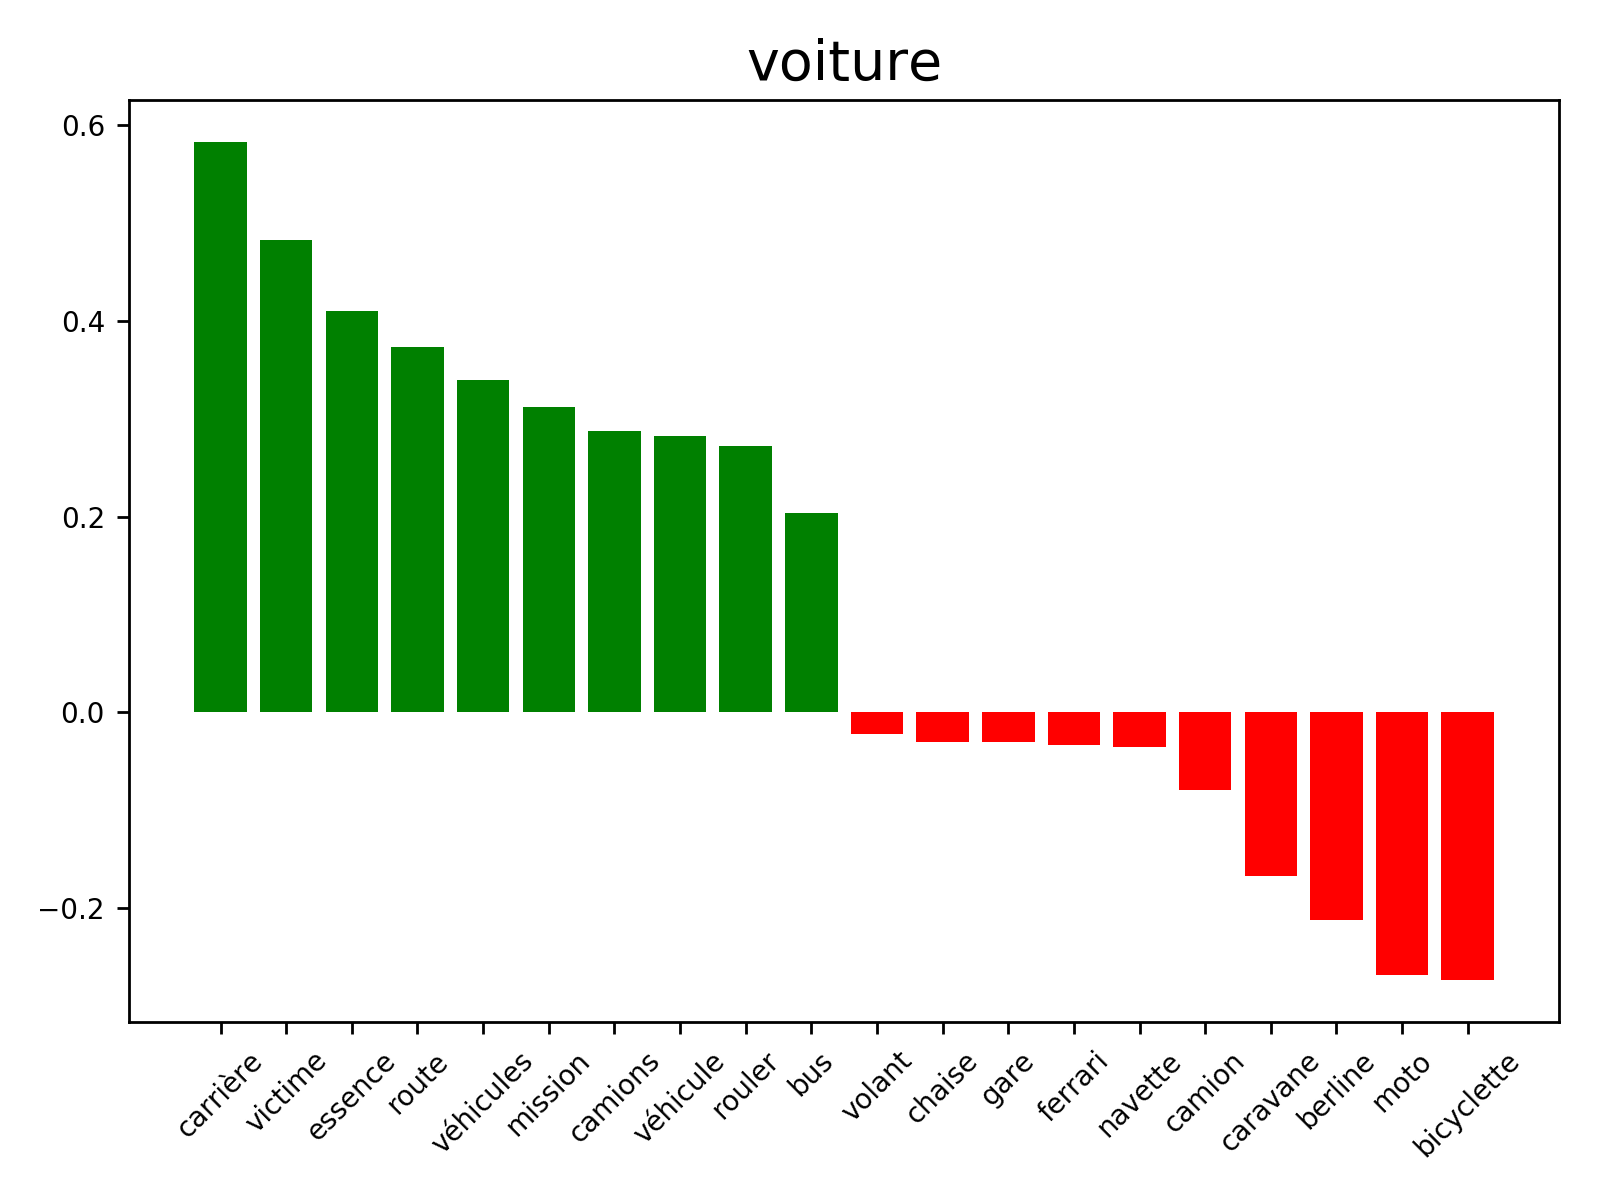 voiture
0.6
0.4
0.2
0.0
−0.2
carrière
victime
essence
route
véhicules
mission
camions
véhicule
rouler
bus
volant
chaise
gare
ferrari
navette
camion
caravane
berline
moto
bicyclette